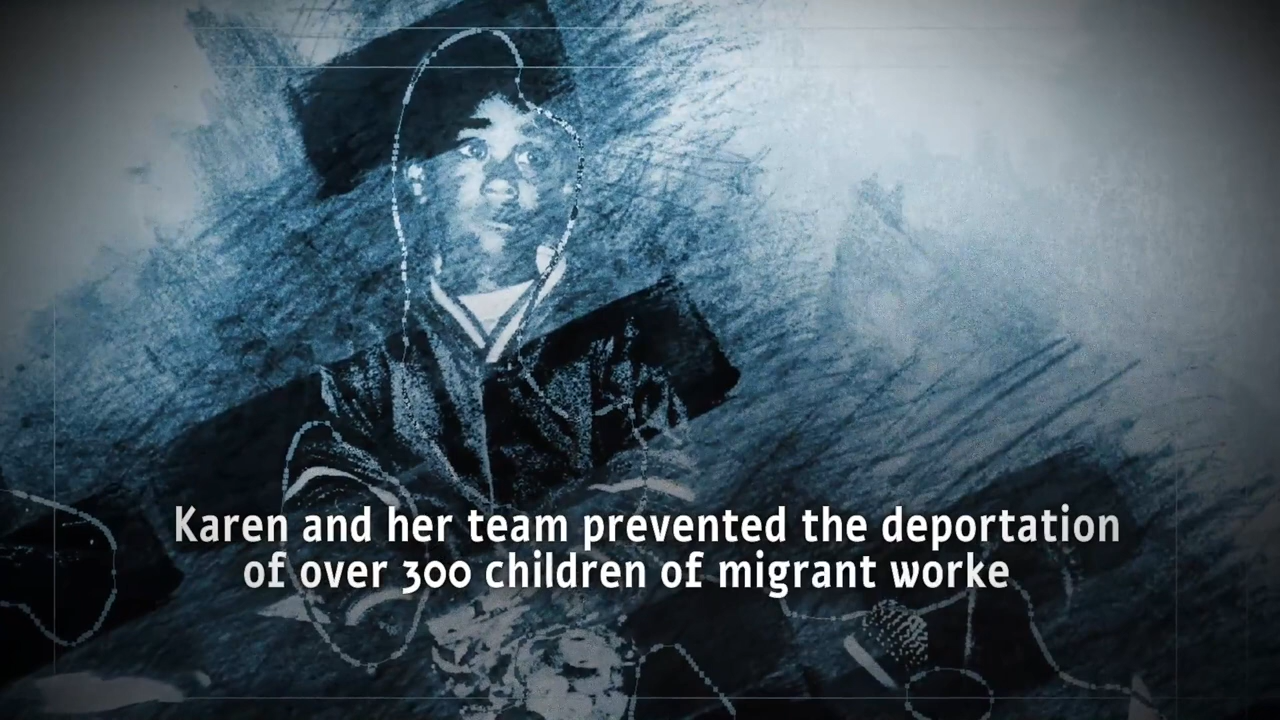 Karen and her team prevented the deportation
of over 300 children of migrant worke